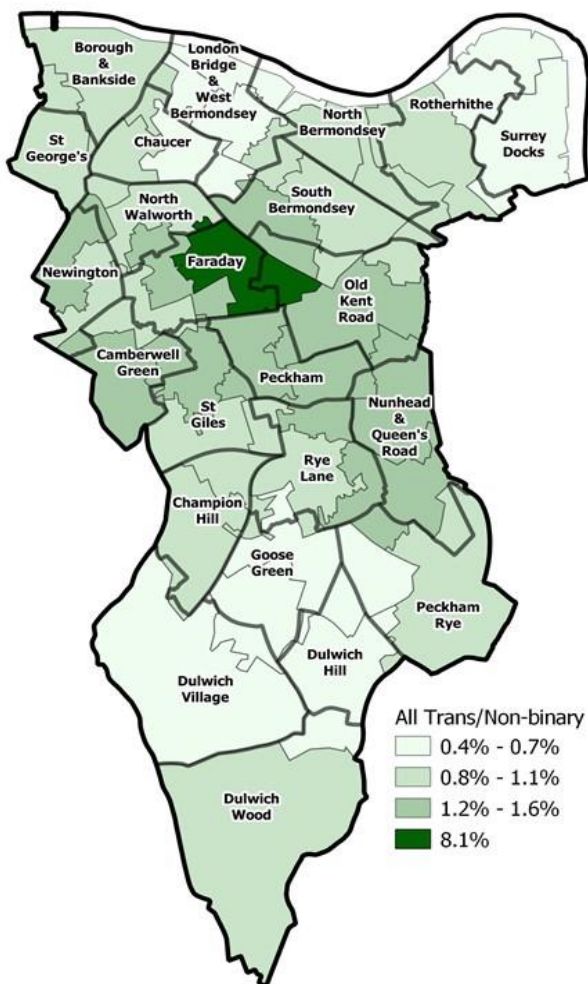 Borough
&
Bankside
London
Bridge
&
West
Bermondsey
North
Bermondsey
Rotherhithe
Surrey
Docks
St
George's
Chaucer
South
Bermondsey
North
Walworth
Newington
Faraday
Old
Kent
Road
Camberwell
Green
Peckham
St
Giles
Nunhead
&
Queen's
Road
Rye
Lane
Champion
Hill
Goose
Green
Peckham
Rye
Dulwich
Village
Dulwich
Hill
Dulwich
Wood
All Trans/Non-binary
0.4% - 0.7%
0.8% - 1.1%
1.2% - 1.6%
8.1%